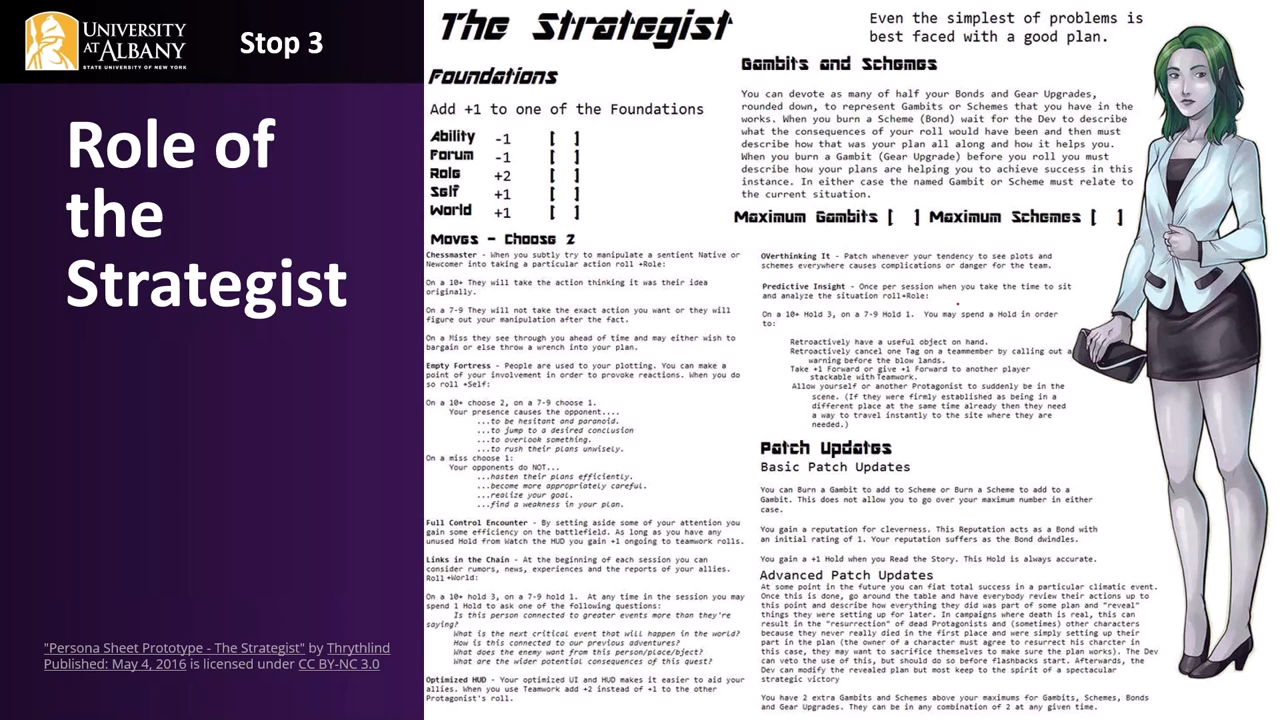 UNIVERSITY
AT ALBANY
STATE UNIVERSITY OF NEW YORK
Stop 3
Role of
the
Strategist
"Persona Sheet Prototype - The Strategist" by Thrythlind
Published: May 4, 2016 is licensed under CC BY-NC 3.0
The Strategist
Even the simplest of problems is
best faced with a good plan.
Foundations
Add +1 to one of the Foundations
Ability -1 [ ]
Forum -1 [ ]
Role +2 [ ]
Self +1 [ ]
World +1 [ ]
Moves - Choose 2
Chessmaster - When you subtly try to manipulate a sentient Native or
Newcomer into taking a particular action roll +Role:
On a 10+ They will take the action thinking it was their idea
originally.
On a 7-9 They will not take the exact action you want or they will
figure out your manipulation after the fact.
On a Miss they see through you ahead of time and may either wish to
bargain or else throw a wrench into your plan.
Empty Fortress - People are used to your plotting. You can make a
point of your involvement in order to provoke reactions. When you do
so roll +Self:
On a 10+ choose 2, on a 7-9 choose 1.
Your presence causes the opponent....
...to be hesitant and paranoid.
...to jump to a desired conclusion
...to overlook something.
...to rush their plans unwisely.
On a miss choose 1:
Your opponents do NOT...
...hasten their plans efficiently.
...become more appropriately careful.
...realize your goal.
...find a weakness in your plan.
Full Control Encounter - By setting aside some of your attention you
gain some efficiency on the battlefield. As long as you have any
unused Hold from Watch the HUD you gain +1 ongoing to teamwork rolls.
Links in the Chain - At the beginning of each session you can
consider rumors, news, experiences and the reports of your allies.
Roll +World:
On a 10+ hold 3, on a 7-9 hold 1. At any time in the session you may
spend 1 Hold to ask one of the following questions:
Is this person connected to greater events more than they're
saying?
What is the next critical event that will happen in the world?
How is this connected to our previous adventures?
What does the enemy want from this person/place/bject?
What are the wider potential consequences of this quest?
Optimized HUD - Your optimized UI and HUD makes it easier to aid your
allies. When you use Teamwork add +2 instead of +1 to the other
Protagonist's roll.
Gambits and Schemes
You can devote as many of half your Bonds and Gear Upgrades,
rounded down, to represent Gambits or Schemes that you have in the
works. When you burn a Scheme (Bond) wait for the Dev to describe
what the consequences of your roll would have been and then must
describe how that was your plan all along and how it helps you.
When you burn a Gambit (Gear Upgrade) before you roll you must
describe how your plans are helping you to achieve success in this
instance. In either case the named Gambit or Scheme must relate to
the current situation.
Maximum Gambits [ ] Maximum Schemes [ ]
OVerthinking It - Patch whenever your tendency to see plots and
schemes everywhere causes complications or danger for the team.
Predictive Insight - Once per session when you take the time to sit
and analyze the situation roll+Role:
On a 10+ Hold 3, on a 7-9 Hold 1. You may spend a Hold in order
to:
Retroactively have a useful object on hand.
Retroactively cancel one Tag on a teammember by calling out a
warning before the blow lands.
Take +1 Forward or give +1 Forward to another player
stackable with Teamwork.
Allow yourself or another Protagonist to suddenly be in the
scene. (If they were firmly established as being in a
different place at the same time already then they need
a way to travel instantly to the site where they are
needed.)
Patch Updates
Basic Patch Updates
You can Burn a Gambit to add to Scheme or Burn a Scheme to add to a
Gambit. This does not allow you to go over your maximum number in either
case.
You gain a reputation for cleverness. This Reputation acts as a Bond with
an initial rating of 1. Your reputation suffers as the Bond dwindles.
You gain a +1 Hold when you Read the Story. This Hold is always accurate.
Advanced Patch Updates
At some point in the future you can fiat total success in a particular climatic event.
Once this is done, go around the table and have everybody review their actions up to
this point and describe how everything they did was part of some plan and "reveal"
things they were setting up for later. In campaigns where death is real, this can
result in the "resurrection" of dead Protagonists and (sometimes) other characters
because they never really died in the first place and were simply setting up their
part in the plan (the owner of a character must agree to resurrect his charcter in
this case, they may want to sacrifice themselves to make sure the plan works). The Dev
can veto the use of this, but should do so before flashbacks start. Afterwards, the
Dev can modify the revealed plan but most keep to the spirit of a spectacular
strategic victory
You have 2 extra Gambits and Schemes above your maximums for Gambits, Schemes, Bonds
and Gear Upgrades. They can be in any combination of 2 at any given time.